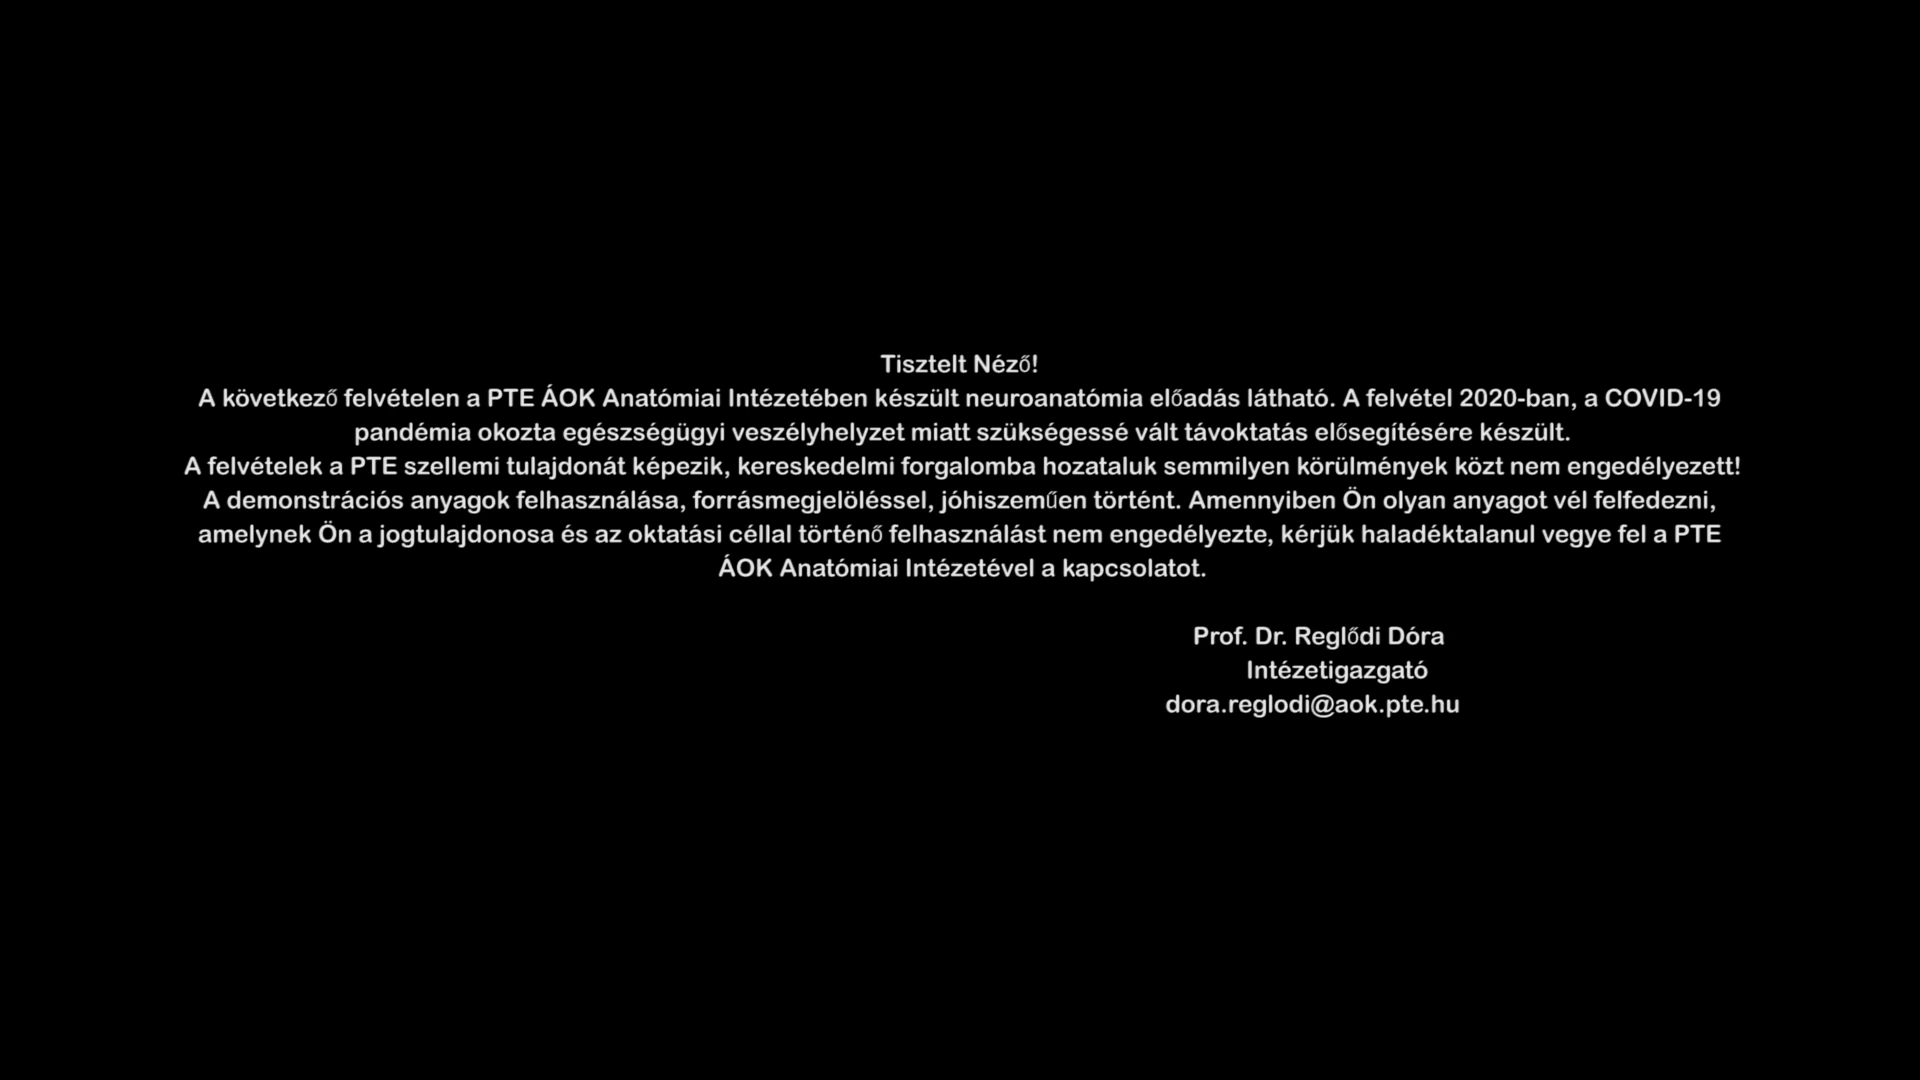 Tisztelt Néző!
A következő felvételen a PTE ÁOK Anatómiai Intézetében készült neuroanatómia előadás látható. A felvétel 2020-ban, a COVID-19
pandémia okozta egészségügyi veszélyhelyzet miatt szükségessé vált távoktatás elősegítésére készült.
A felvételek a PTE szellemi tulajdonát képezik, kereskedelmi forgalomba hozataluk semmilyen körülmények közt nem engedélyezett!
A demonstrációs anyagok felhasználása, forrásmegjelöléssel, jóhiszeműen történt. Amennyiben Ön olyan anyagot vél felfedezni,
amelynek Ön a jogtulajdonosa és az oktatási céllal történő felhasználást nem engedélyezte, kérjük haladéktalanul vegye fel a PTE
ÁOK Anatómiai Intézetével a kapcsolatot.
Prof. Dr. Reglődi Dóra
Intézetigazgató
dora.reglodi@aok.pte.hu